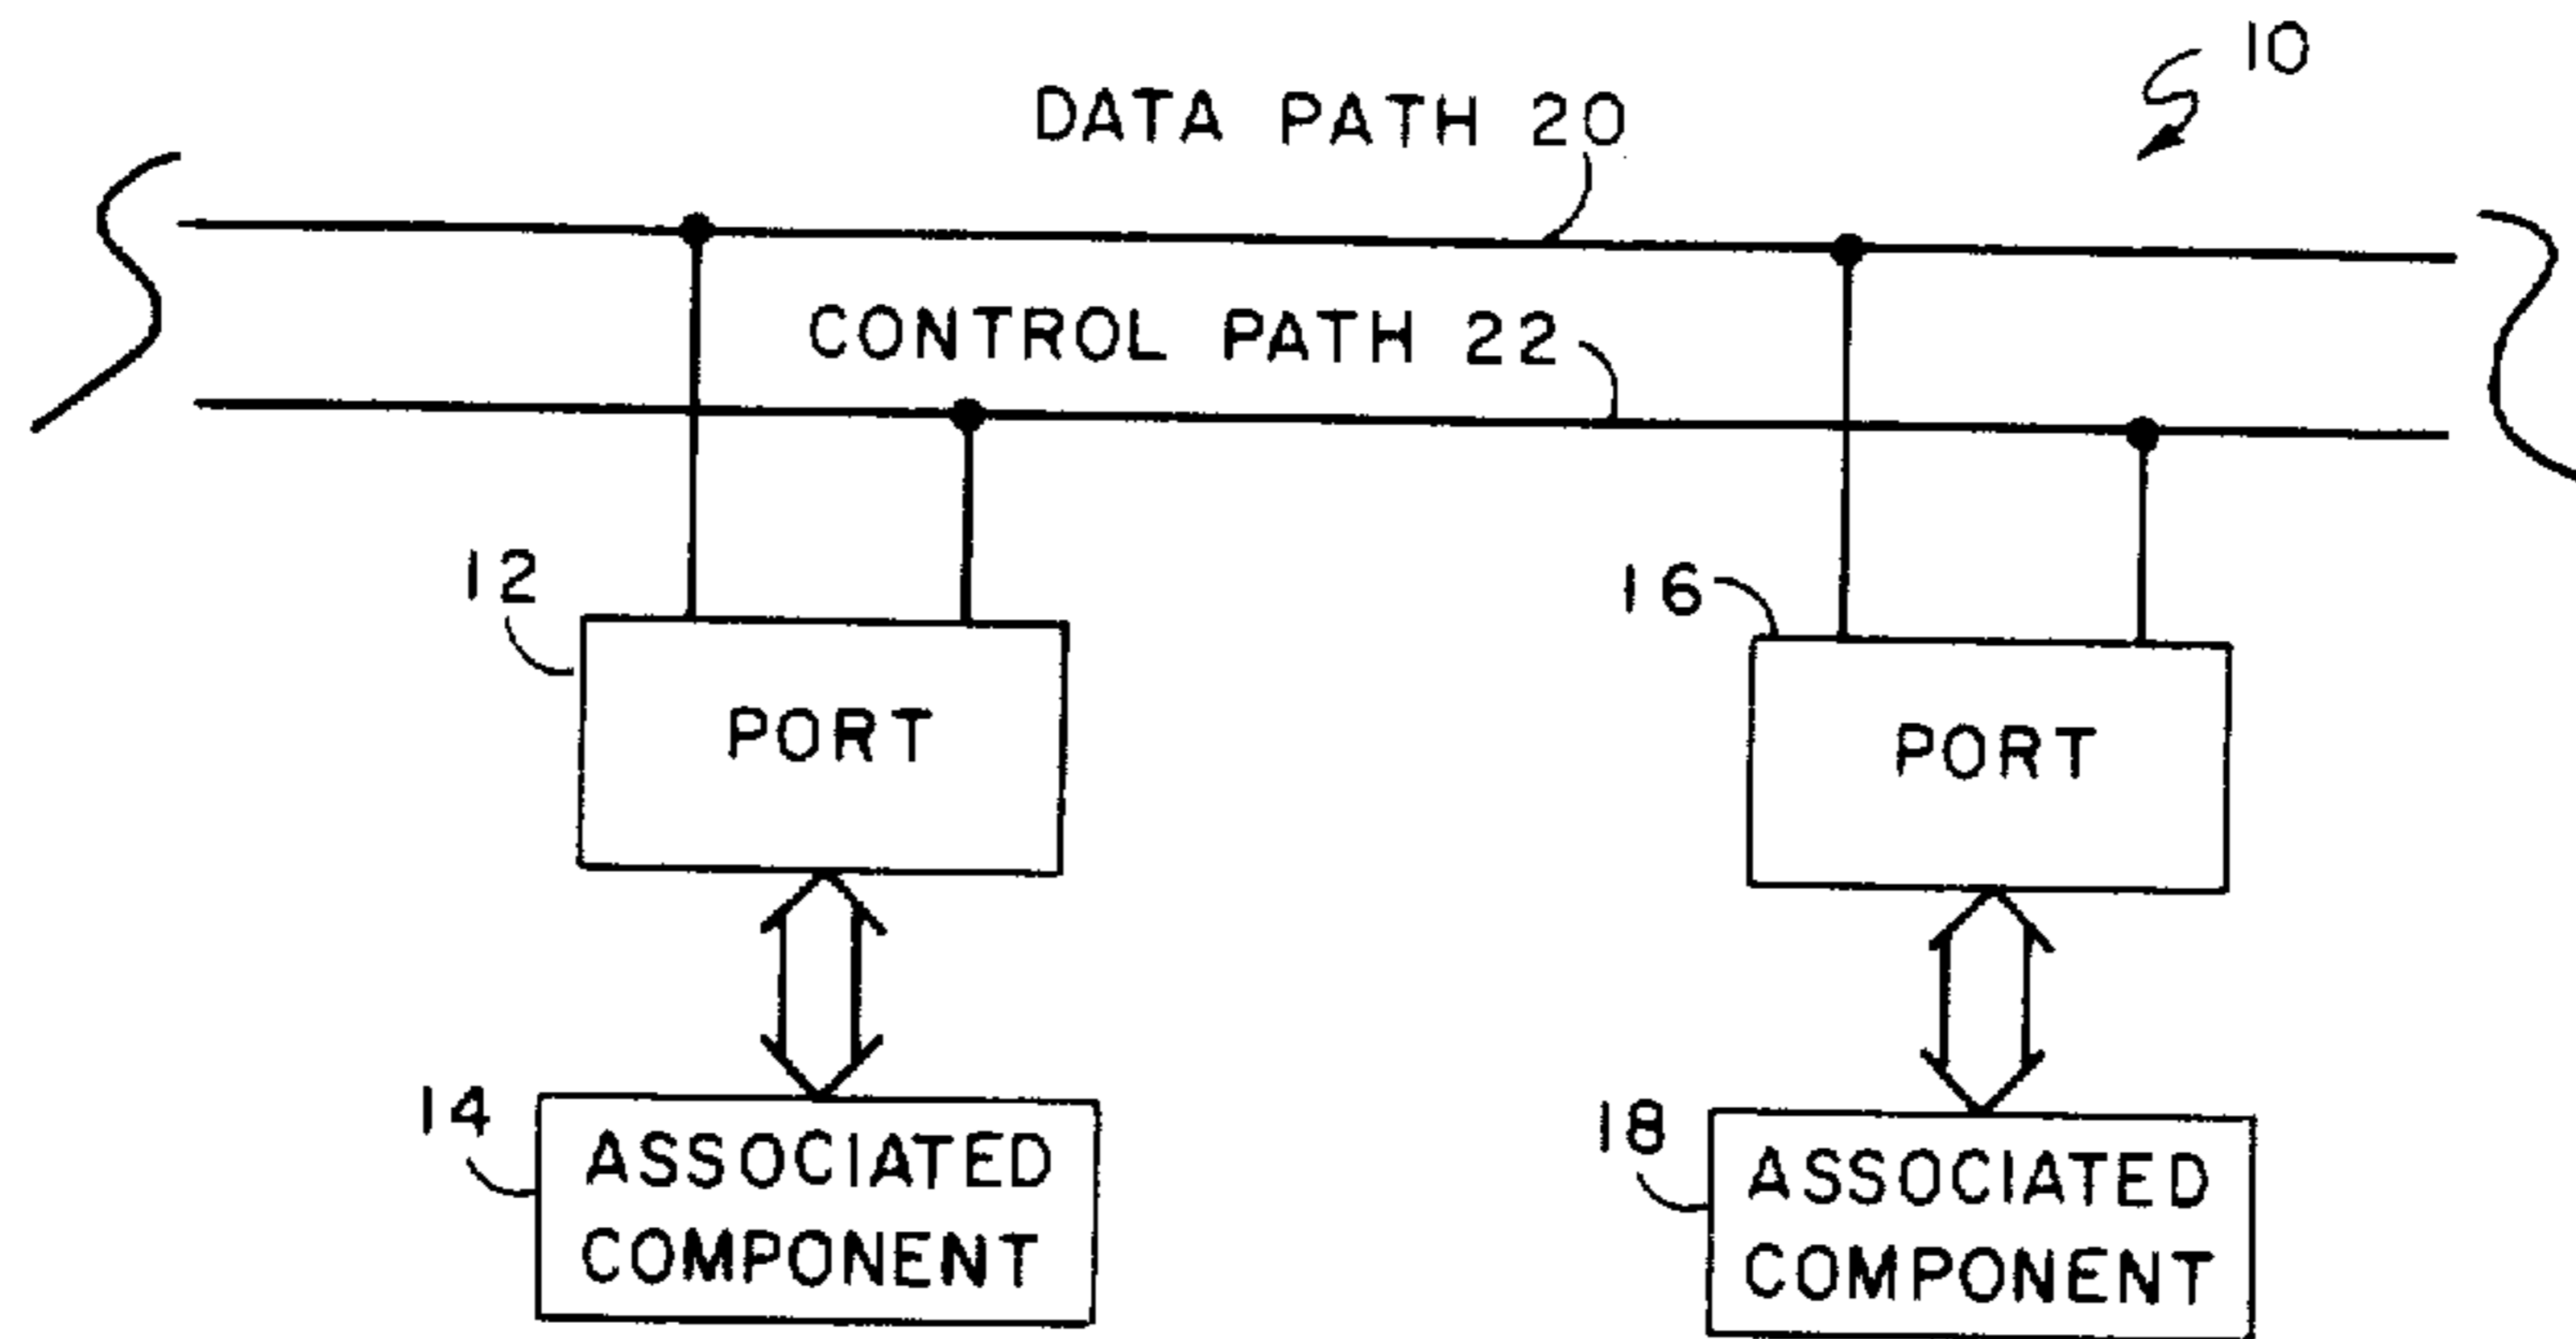 10
DATA PATH 20
CONTROL PATH 22
12
16
PORT
PORT
14
ASSOCIATED
COMPONENT
18
ASSOCIATED
COMPONENT